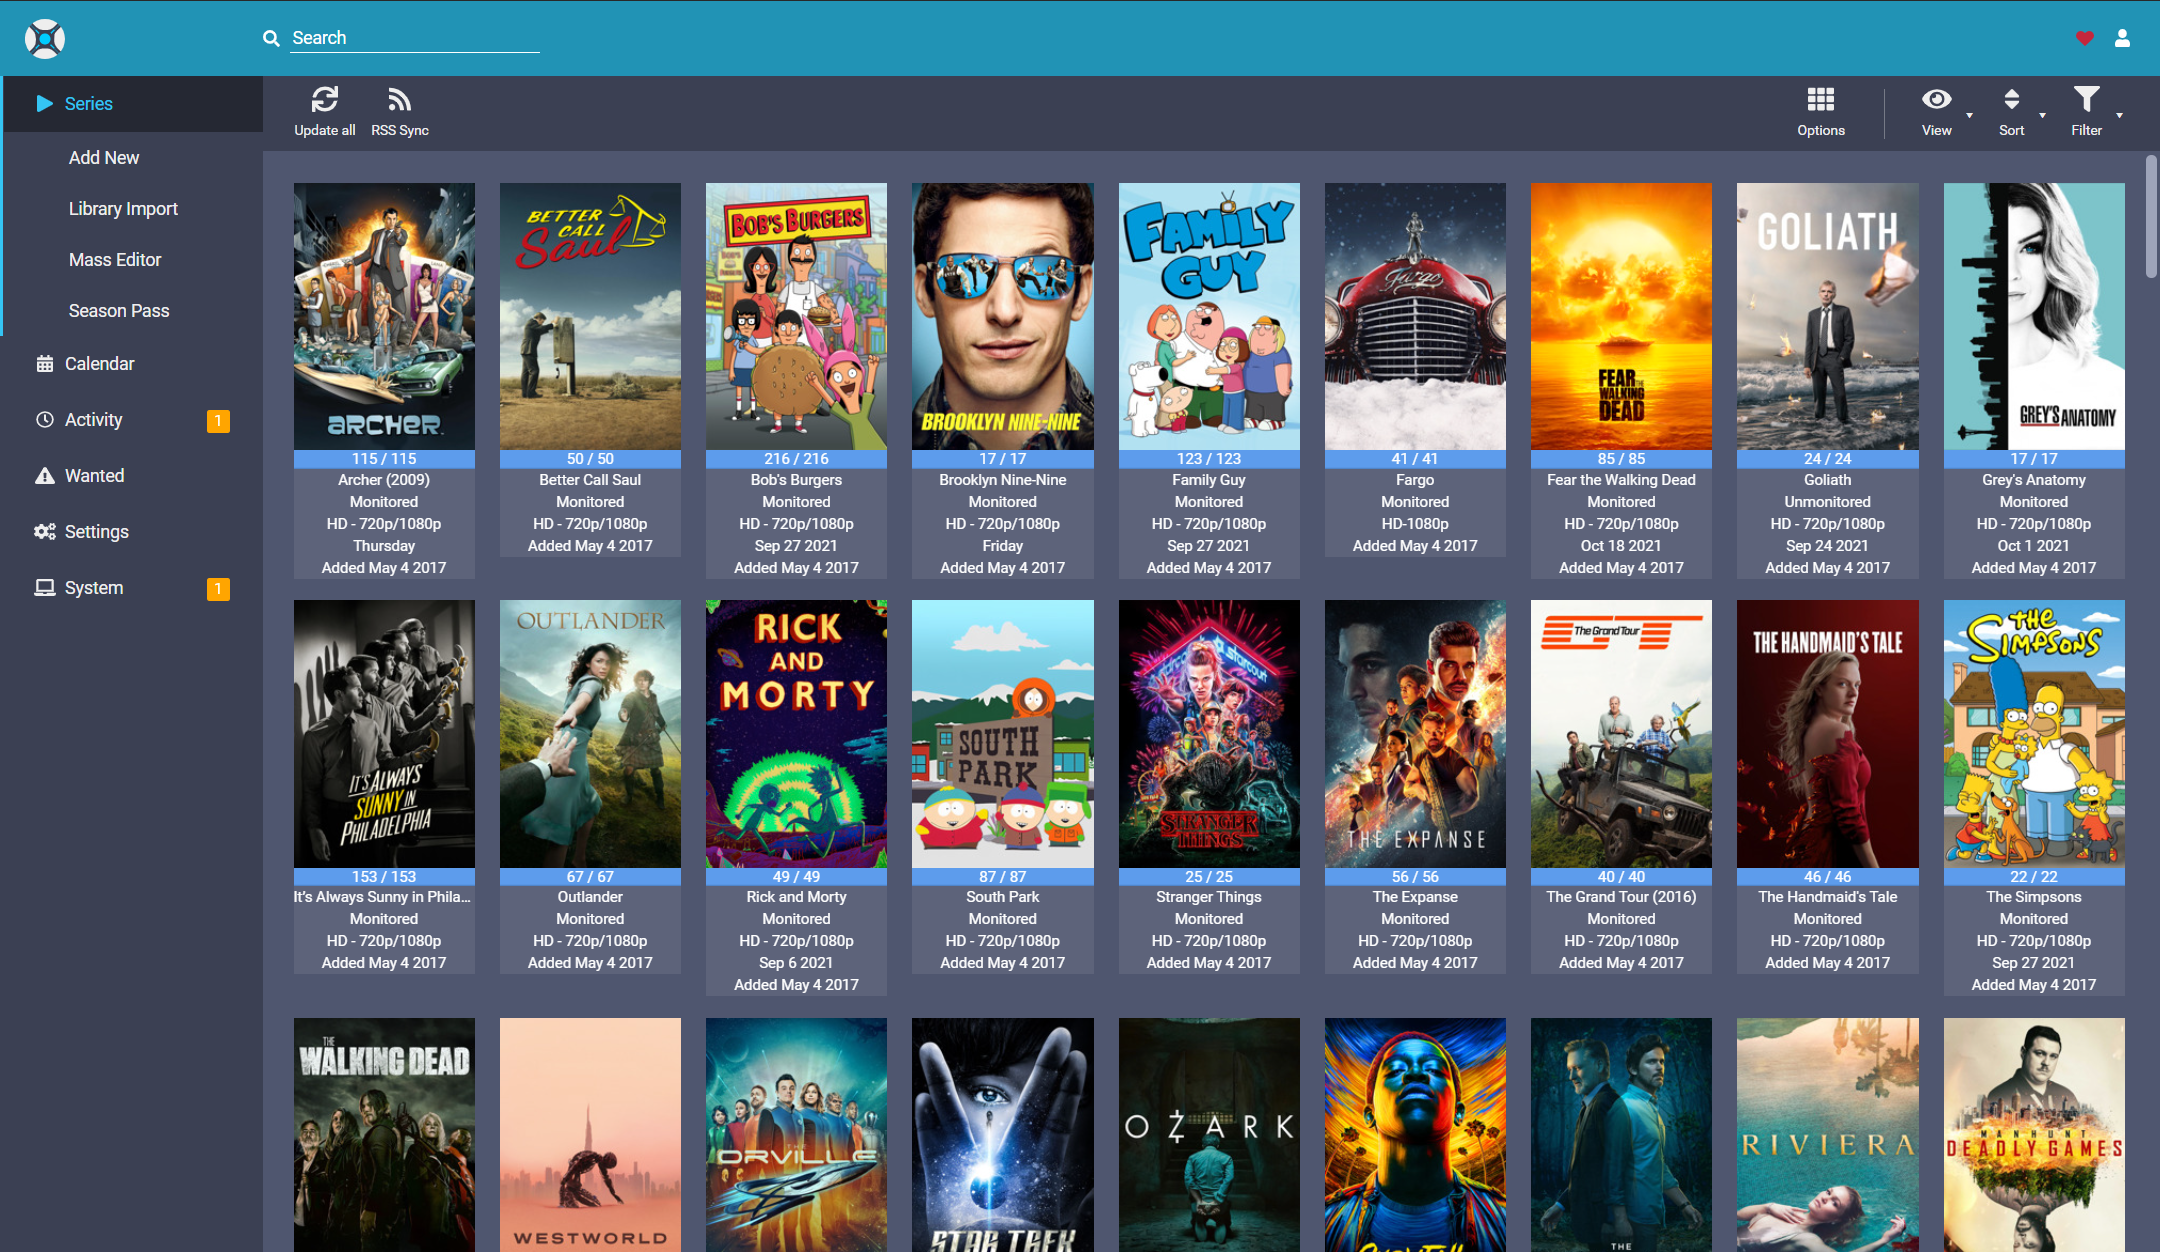 Search
Series
Add New
Library Import
Mass Editor
Season Pass
Calendar
Activity
1
Wanted
Settings
System
1
Update all
RSS Sync
Options
View
Sort
Filter
ARCHER
115 / 115
Archer (2009)
Monitored
HD - 720p/1080p
Thursday
Added May 4 2017
BETTER
CALL
Saul
50 / 50
Better Call Saul
Monitored
HD - 720p/1080p
Added May 4 2017
BOB'S BURGERS
216 / 216
Bob's Burgers
Monitored
HD - 720p/1080p
Sep 27 2021
Added May 4 2017
BROOKLYN NINE-NINE
17 / 17
Brooklyn Nine-Nine
Monitored
HD - 720p/1080p
Friday
Added May 4 2017
FAMILY
GUY
123 / 123
Family Guy
Monitored
HD - 720p/1080p
Sep 27 2021
Added May 4 2017
Fargo
41 / 41
Fargo
Monitored
HD-1080p
Added May 4 2017
FEAR THE
WALKING
DEAD
85 / 85
Fear the Walking Dead
Monitored
HD - 720p/1080p
Oct 18 2021
Added May 4 2017
GOLIATH
24 / 24
Goliath
Unmonitored
HD - 720p/1080p
Sep 24 2021
Added May 4 2017
GREY'S ANATOMY
17 / 17
Grey's Anatomy
Monitored
HD - 720p/1080p
Oct 1 2021
Added May 4 2017
IT'S ALWAYS
SUNNY IN
PHILADELPHIA
153 / 153
It's Always Sunny in Phila...
Monitored
HD - 720p/1080p
Added May 4 2017
OUTLANDER
67 / 67
Outlander
Monitored
HD - 720p/1080p
Added May 4 2017
RICK
AND
MORTY
49 / 49
Rick and Morty
Monitored
HD - 720p/1080p
Sep 6 2021
Added May 4 2017
SOUTH
PARK
87 / 87
South Park
Monitored
HD - 720p/1080p
Added May 4 2017
starcourt
STRANGER
THINGS
25 / 25
Stranger Things
Monitored
HD - 720p/1080p
Added May 4 2017
THE EXPANSE
56 / 56
The Expanse
Monitored
HD - 720p/1080p
Added May 4 2017
The Grand Tour
40 / 40
The Grand Tour (2016)
Monitored
HD - 720p/1080p
Added May 4 2017
THE HANDMAID'S TALE
46 / 46
The Handmaid's Tale
Monitored
HD - 720p/1080p
Added May 4 2017
THE
SIMPSONS
22 / 22
The Simpsons
Monitored
HD - 720p/1080p
Sep 27 2021
Added May 4 2017
THE
WALKING DEAD
WESTWORLD
THE
ORVILLE
STAR TREK
OZARK
THE
RIVIERA
MANHUNT
DEADLY GAMES